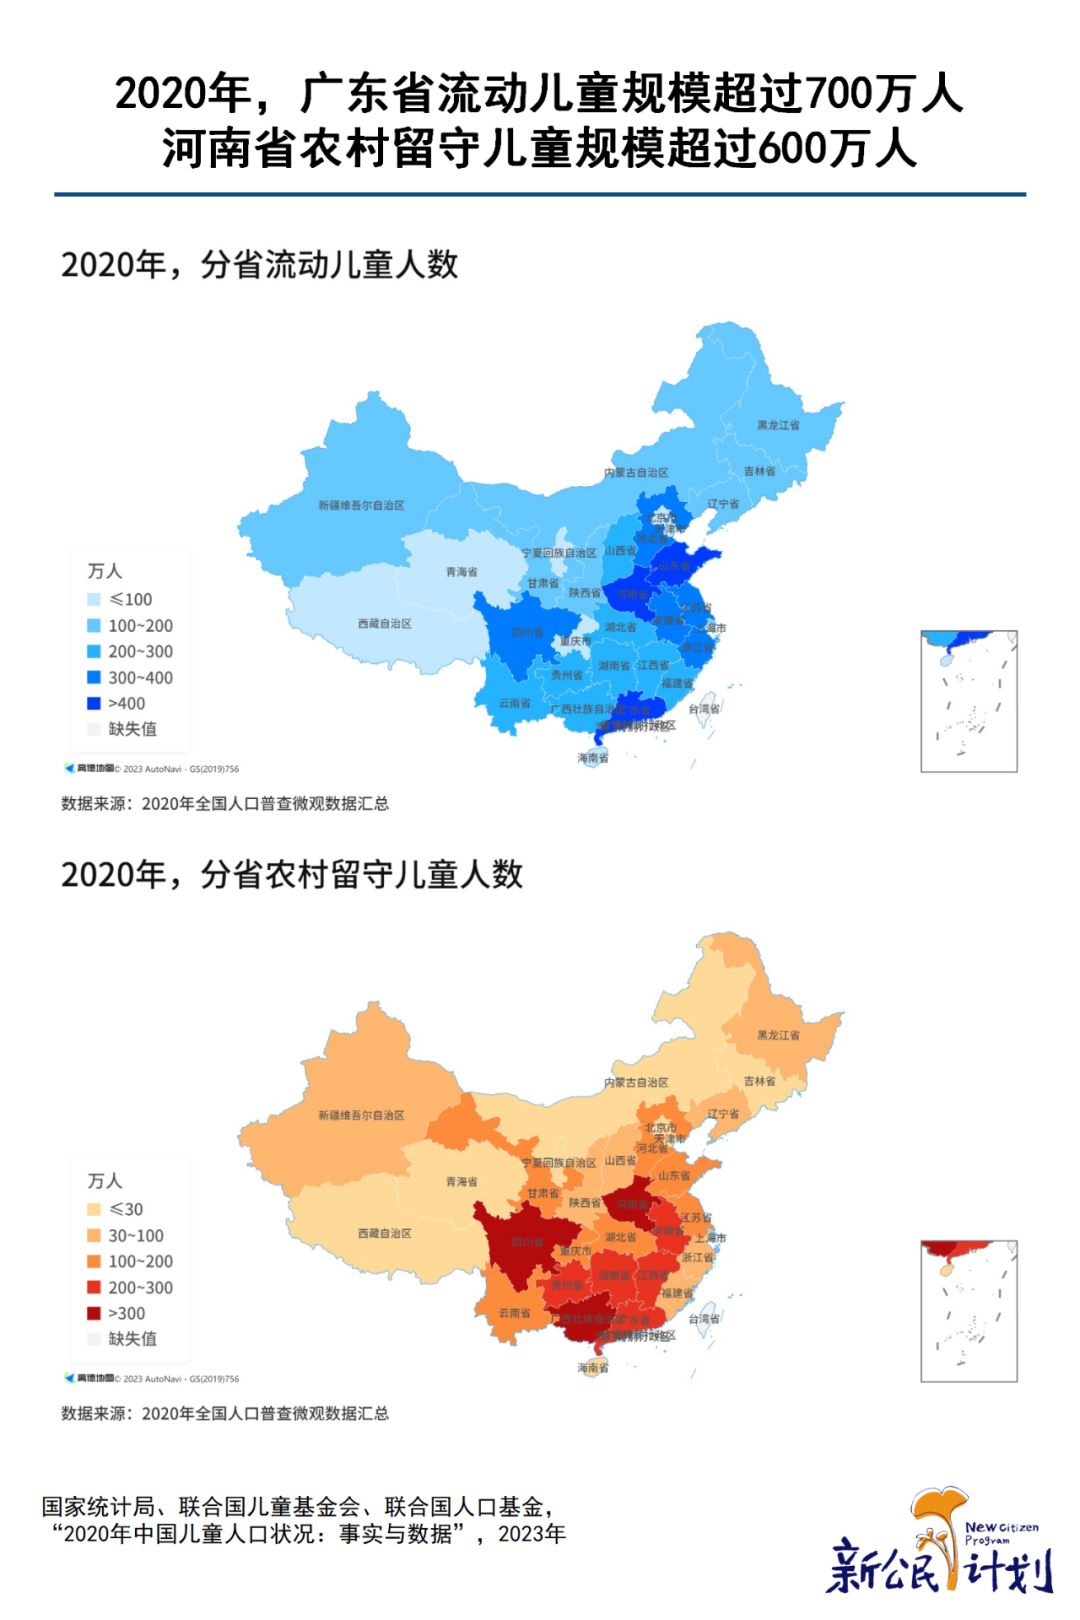 2020年，广东省流动儿童规模超过700万人
河南省农村留守儿童规模超过600万人
2020年，分省流动儿童人数
黑龙江省
内蒙古自治区
吉林省
新疆维吾尔自治区
辽宁省
北京市
天津市
河北省
宁夏回族自治区
山西省
山东省
青海省
甘肃省
陕西省
河南省
江苏省
西藏自治区
四川省
湖北省
安徽省
上海市
重庆市
浙江省
湖南省
江西省
贵州省
福建省
云南省
广西壮族自治区
广东省
台湾省
海南省
万人
≤100
100~200
200~300
300~400
>400
缺失值
高德地图© 2023 AutoNavi - GS(2019)756
数据来源：2020年全国人口普查微观数据汇总
2020年，分省农村留守儿童人数
黑龙江省
内蒙古自治区
吉林省
新疆维吾尔自治区
辽宁省
北京市
天津市
河北省
宁夏回族自治区
山西省
山东省
青海省
甘肃省
陕西省
河南省
江苏省
西藏自治区
四川省
湖北省
安徽省
上海市
重庆市
浙江省
湖南省
江西省
贵州省
福建省
云南省
广西壮族自治区
广东省
台湾省
海南省
万人
≤30
30~100
100~200
200~300
>300
缺失值
高德地图© 2023 AutoNavi - GS(2019)756
数据来源：2020年全国人口普查微观数据汇总
国家统计局、联合国儿童基金会、联合国人口基金，
“2020年中国儿童人口状况：事实与数据”，2023年
New Citizen
Program
新公民计划